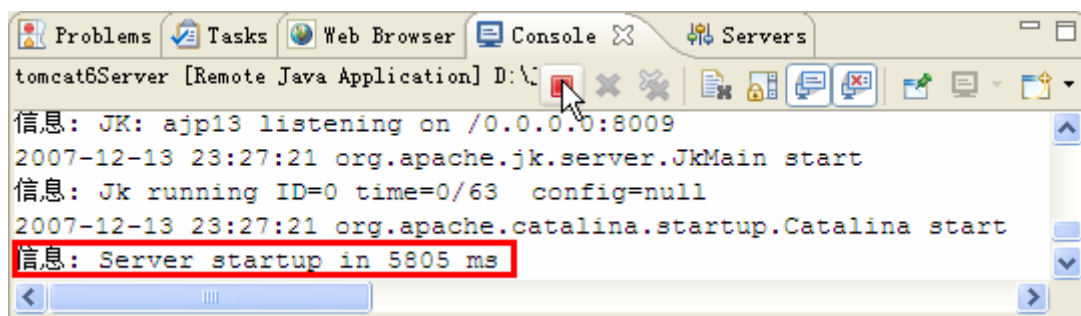 Problems Tasks Web Browser Console Servers
tomcat6Server [Remote Java Application] D:\
信息: JK: ajp13 listening on /0.0.0.0:8009
2007-12-13 23:27:21 org.apache.jk.server.JkMain start
信息: Jk running ID=0 time=0/63  config=null
2007-12-13 23:27:21 org.apache.catalina.startup.Catalina start
信息: Server startup in 5805 ms